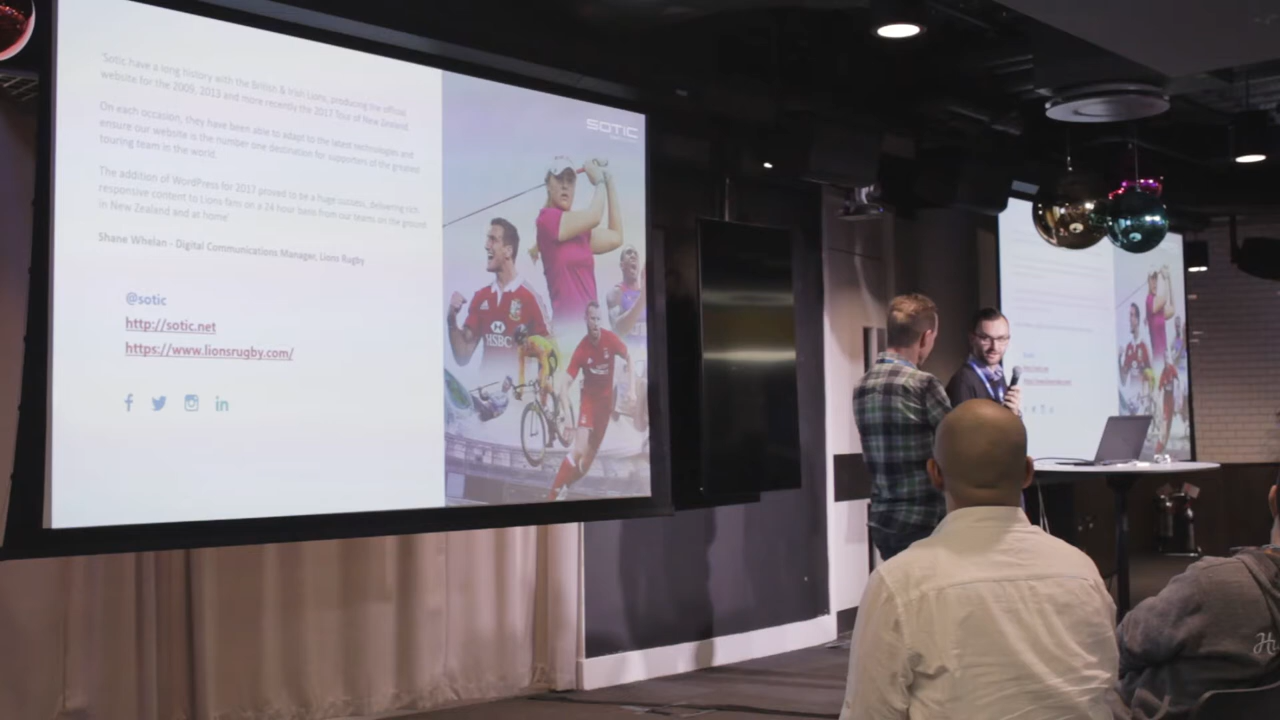 'Sotic have a long history with the British & Irish Lions, producing the official
website for the 2009, 2013 and more recently the 2017 Tour of New Zealand.
On each occasion, they have been able to adapt to the latest technologies and
ensure our website is the number one destination for supporters of the greatest
touring team in the world.
The addition of WordPress for 2017 proved to be a huge success, delivering rich,
responsive content to Lions fans on a 24 hour basis from our teams on the ground
in New Zealand and at home'
Shane Whelan - Digital Communications Manager, Lions Rugby
@sotic
http://sotic.net
https://www.lionsrugby.com/
SOTIC
HSBC